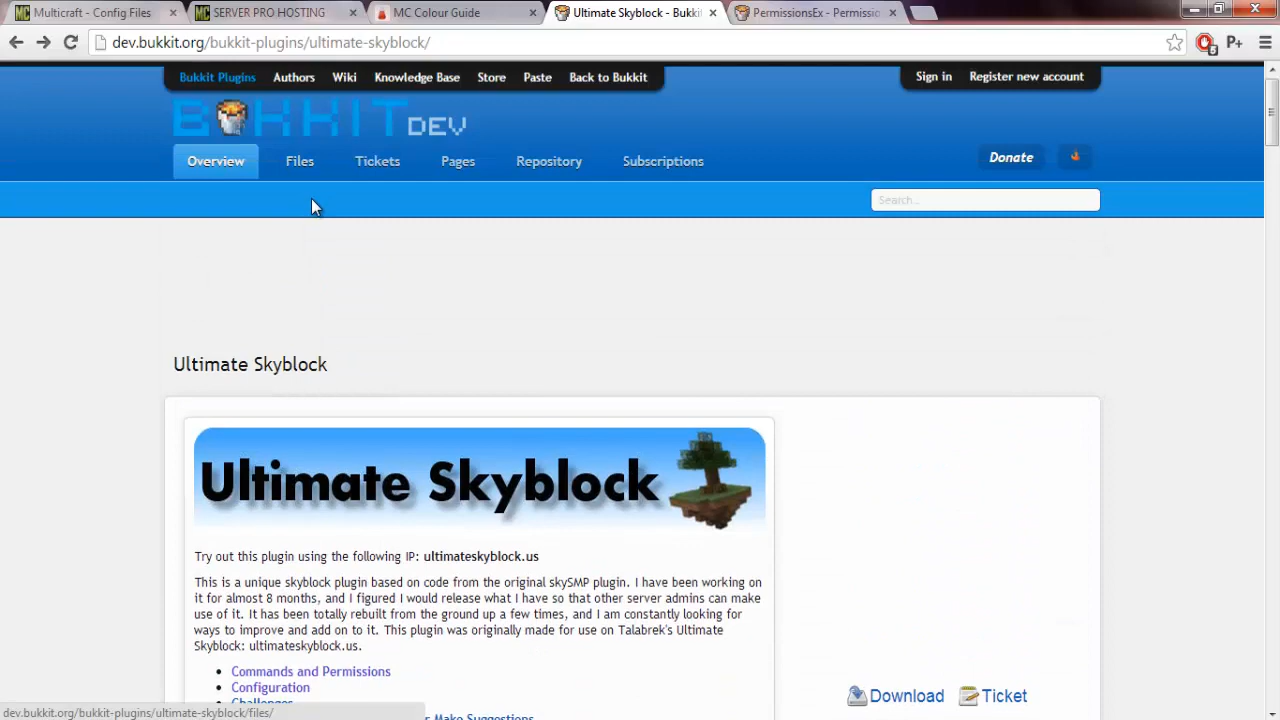 Multicraft - Config Files
SERVER PRO HOSTING
MC Colour Guide
Ultimate Skyblock - Bukki
PermissionsEx - Permissio
dev.bukkit.org/bukkit-plugins/ultimate-skyblock/
Bukkit Plugins Authors Wiki Knowledge Base Store Paste Back to Bukkit
Sign in Register new account
BUKKIT DEV
Overview Files Tickets Pages Repository Subscriptions
Donate
Search...
Ultimate Skyblock
Ultimate Skyblock
Try out this plugin using the following IP: ultimateskyblock.us
This is a unique skyblock plugin based on code from the original skySMP plugin. I have been working on
it for almost 8 months, and I figured I would release what I have so that other server admins can make
use of it. It has been totally rebuilt from the ground up a few times, and I am constantly looking for
ways to improve and add on to it. This plugin was originally made for use on Talabrek's Ultimate
Skyblock: ultimateskyblock.us.
• Commands and Permissions
• Configuration
Challenges
r Make Suggestions
Download Ticket
dev.bukkit.org/bukkit-plugins/ultimate-skyblock/files/